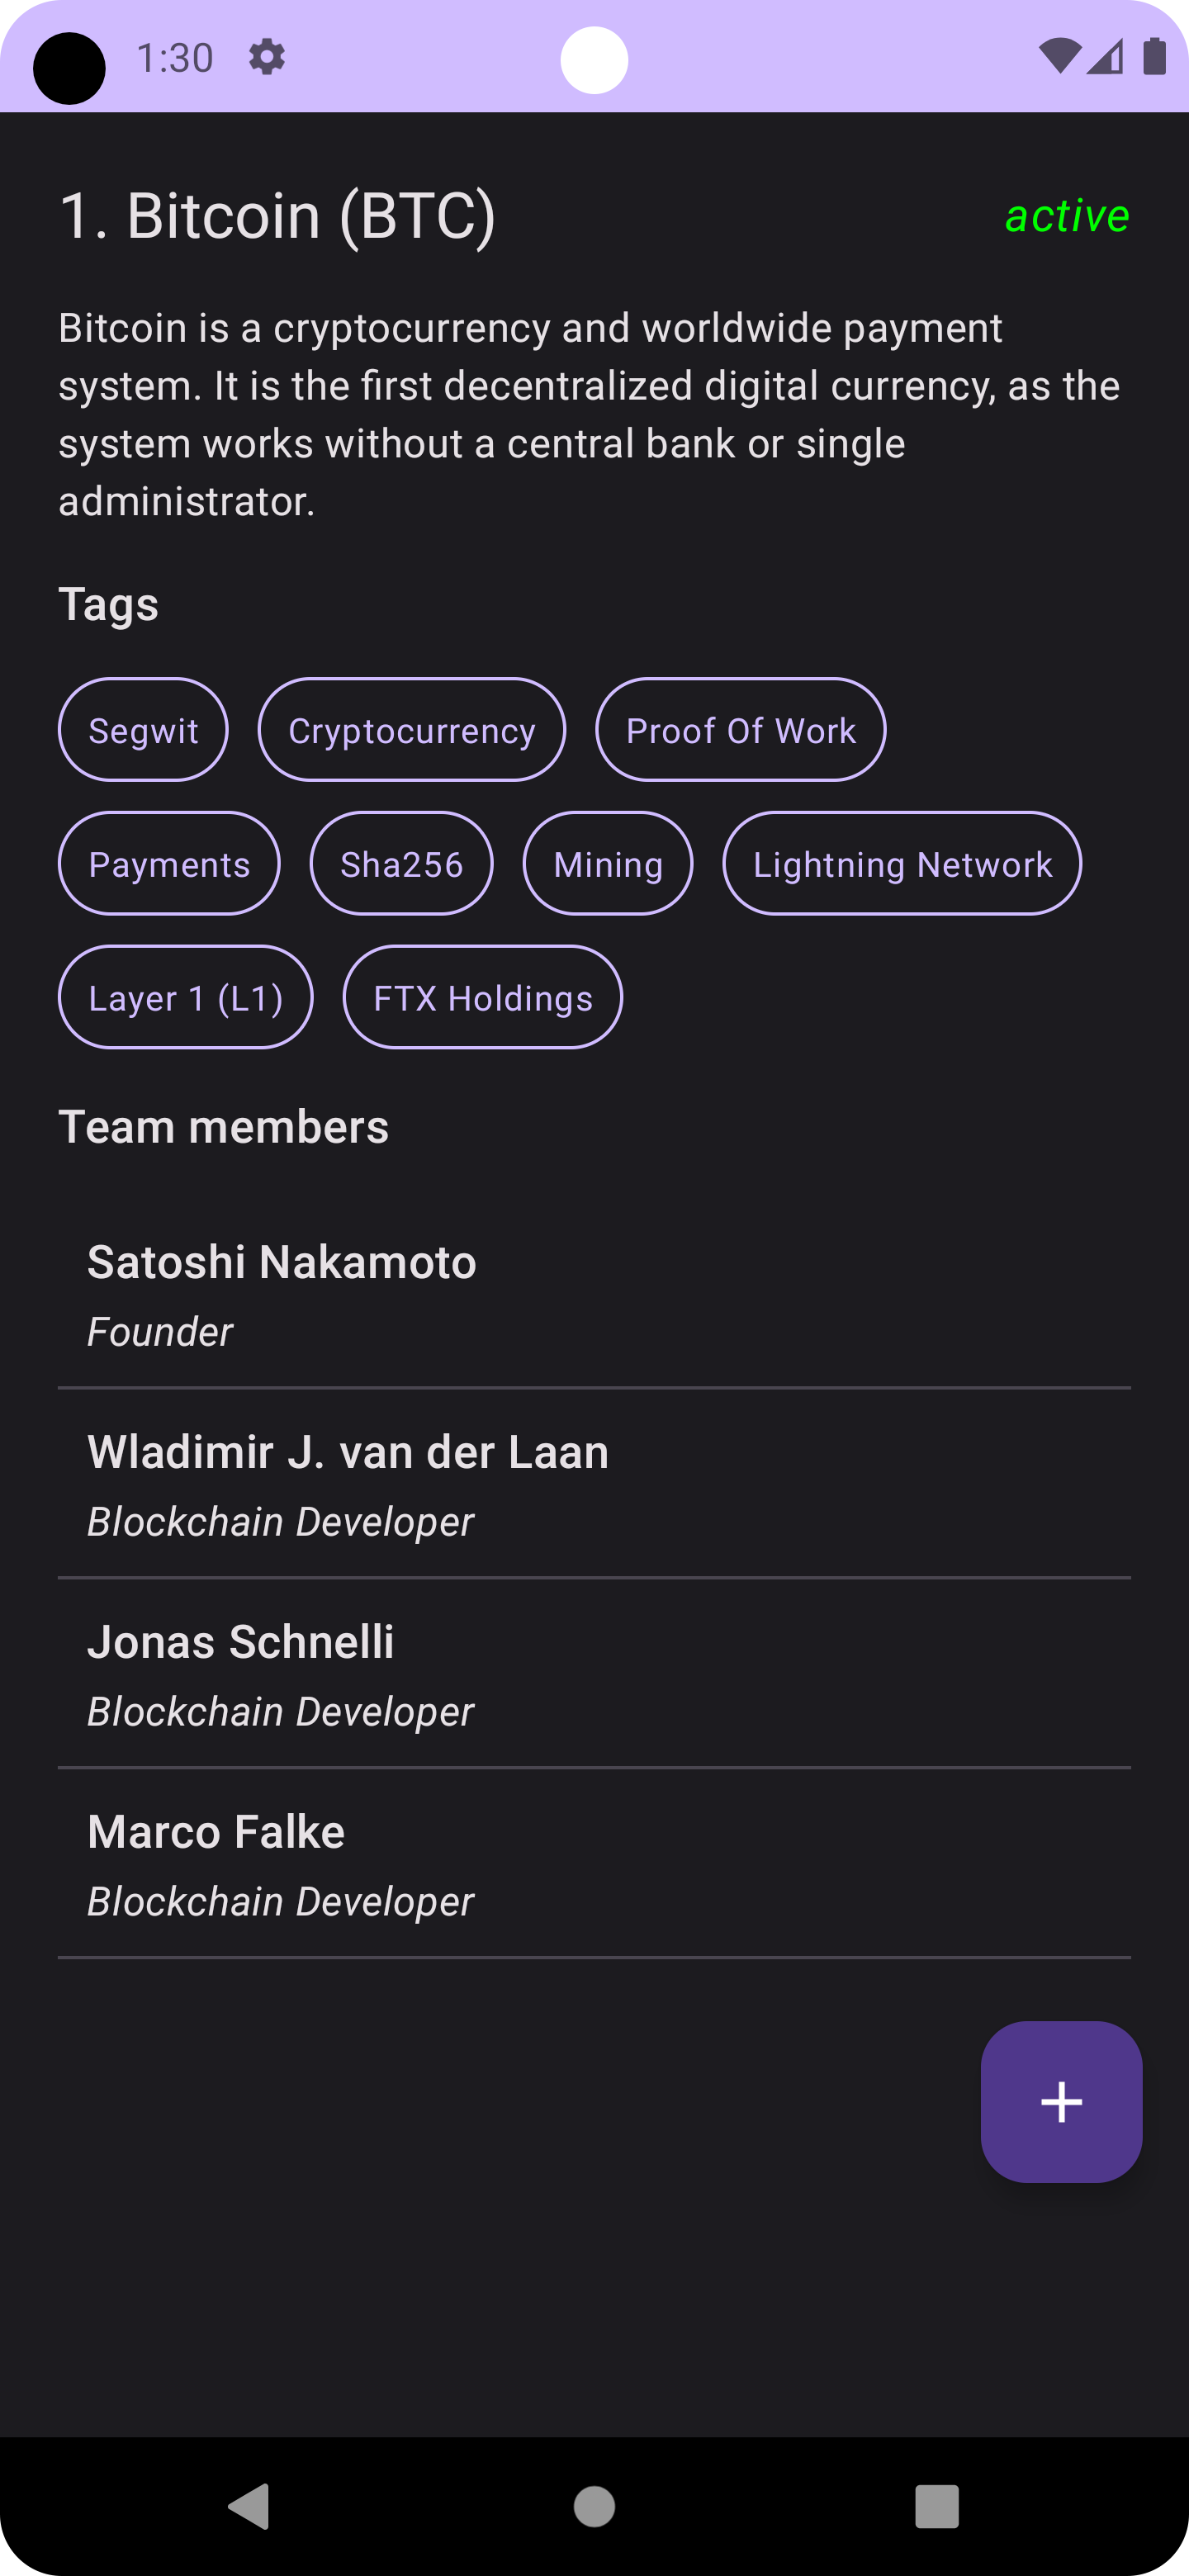 1:30
1. Bitcoin (BTC)
active
Bitcoin is a cryptocurrency and worldwide payment
system. It is the first decentralized digital currency, as the
system works without a central bank or single
administrator.
Tags
Segwit Cryptocurrency Proof Of Work
Payments Sha256 Mining Lightning Network
Layer 1 (L1) FTX Holdings
Team members
Satoshi Nakamoto
Founder
Wladimir J. van der Laan
Blockchain Developer
Jonas Schnelli
Blockchain Developer
Marco Falke
Blockchain Developer
+